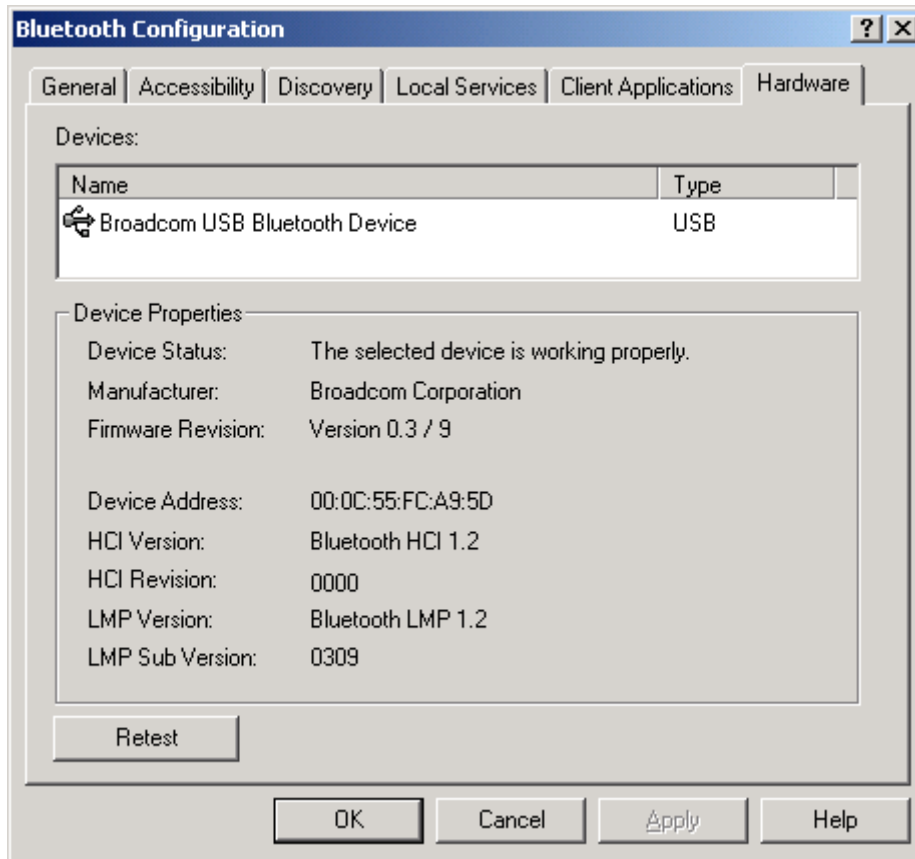 Bluetooth Configuration
General Accessibility Discovery Local Services Client Applications Hardware
Devices:
Name Type
Broadcom USB Bluetooth Device USB
Device Properties
Device Status: The selected device is working properly.
Manufacturer: Broadcom Corporation
Firmware Revision: Version 0.3 / 9
Device Address: 00:0C:55:FC:A9:5D
HCI Version: Bluetooth HCI 1.2
HCI Revision: 0000
LMP Version: Bluetooth LMP 1.2
LMP Sub Version: 0309
Retest
OK Cancel Apply Help